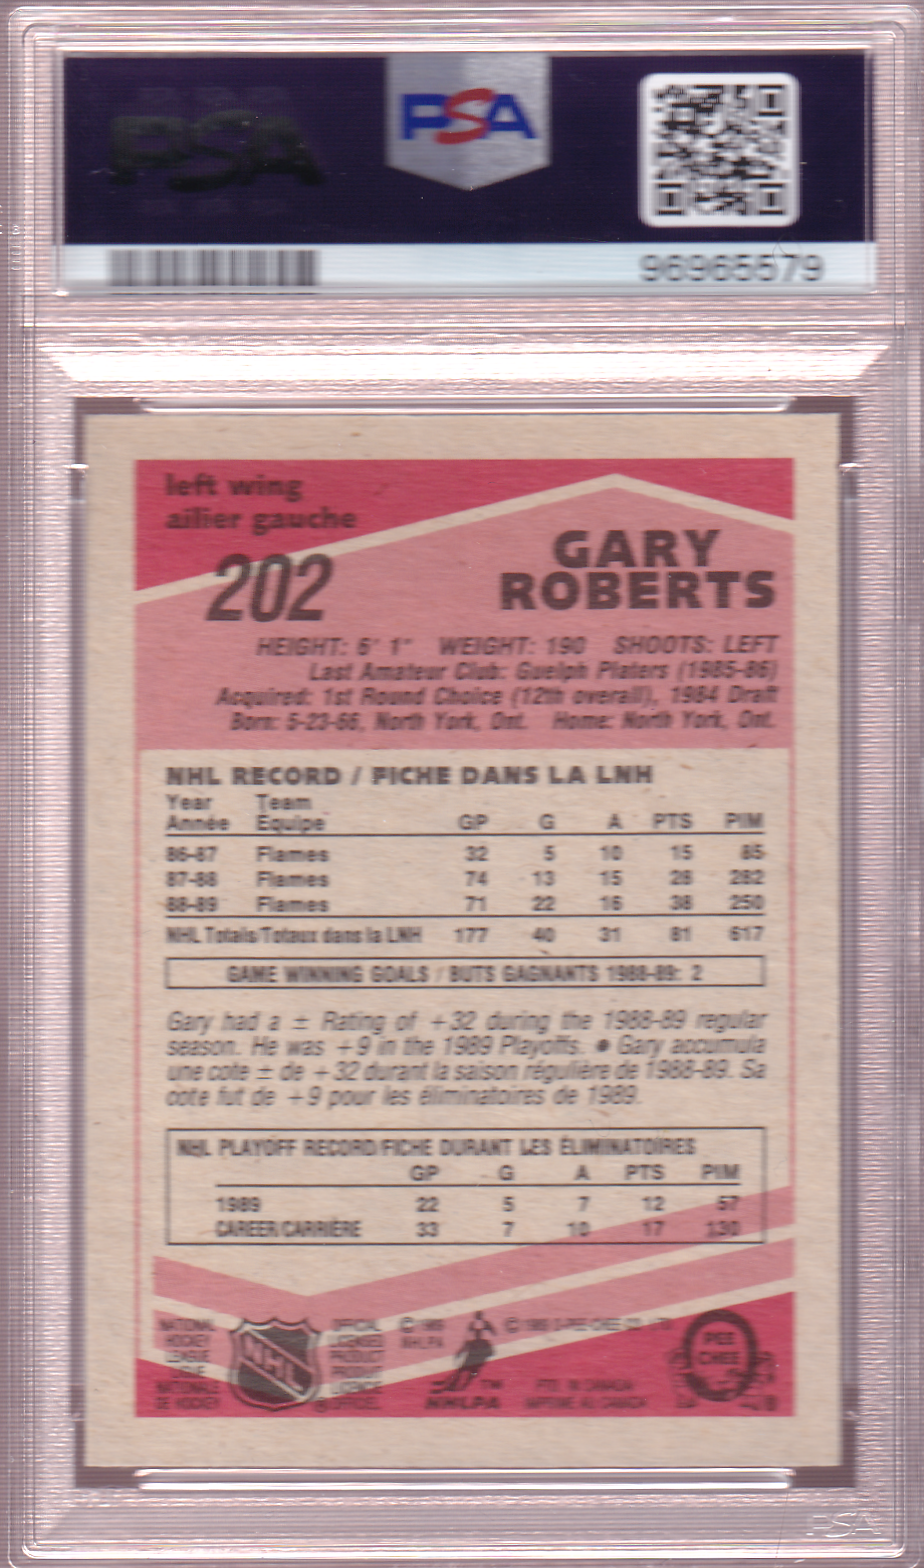 PSA
PSA
96965579
left wing
ailier gauche
202
GARY
ROBERTS
HEIGHT: 6' 1" WEIGHT: 190 SHOOTS: LEFT
Last Amateur Club: Guelph Platers (1985-86)
Acquired: 1st Round Choice (12th overall), 1984 Draft
Born: 5-23-66, North York, Ont. Home: North York, Ont.
NHL RECORD / FICHE DANS LA LNH
Year Team
Année Équipe GP G A PTS PIM
86-87 Flames 32 5 10 15 85
87-88 Flames 74 13 15 28 282
88-89 Flames 71 22 16 38 250
NHL Totals/Totaux dans la LNH 177 40 31 81 617
GAME WINNING GOALS / BUTS GAGNANTS 1988-89: 2
Gary had a ± Rating of +32 during the 1988-89 regular
season. He was +9 in the 1989 Playoffs. ● Gary accumula
une cote ± de +32 durant la saison régulière de 1988-89. Sa
cote fut de +9 pour les éliminatoires de 1989.
NHL PLAYOFF RECORD/FICHE DURANT LES ÉLIMINATOIRES
GP G A PTS PIM
1989 22 5 7 12 57
CAREER/CARRIÈRE 33 7 10 17 130
NHL
NHLPA
PEE
CHEE
PSA